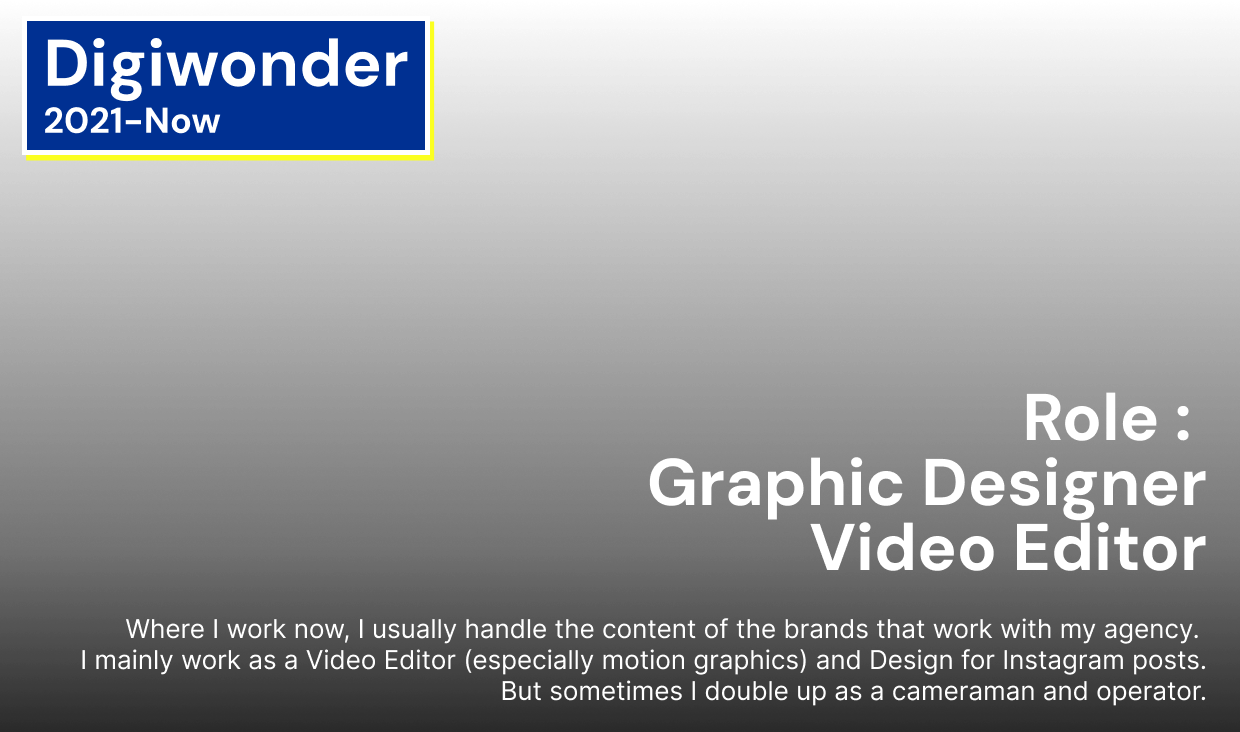 Digiwonder
2021–Now
Role :
Graphic Designer
Video Editor
Where I work now, I usually handle the content of the brands that work with my agency.
I mainly work as a Video Editor (especially motion graphics) and Design for Instagram posts.
But sometimes I double up as a cameraman and operator.